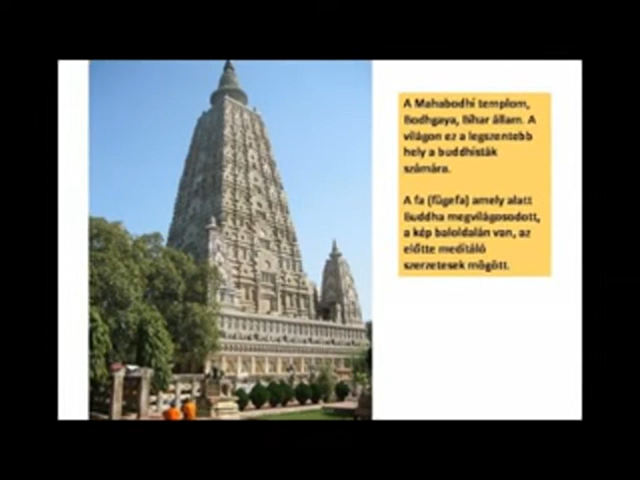 A Mahabodhi templom,
Bodhgaya, Bihar állam. A
világon ez a legszentebb
hely a buddhisták
számára.
A fa (fügefa) amely alatt
Buddha megvilágosodott,
a kép baloldalán van, az
előtte meditáló
szerzetesek mögött.